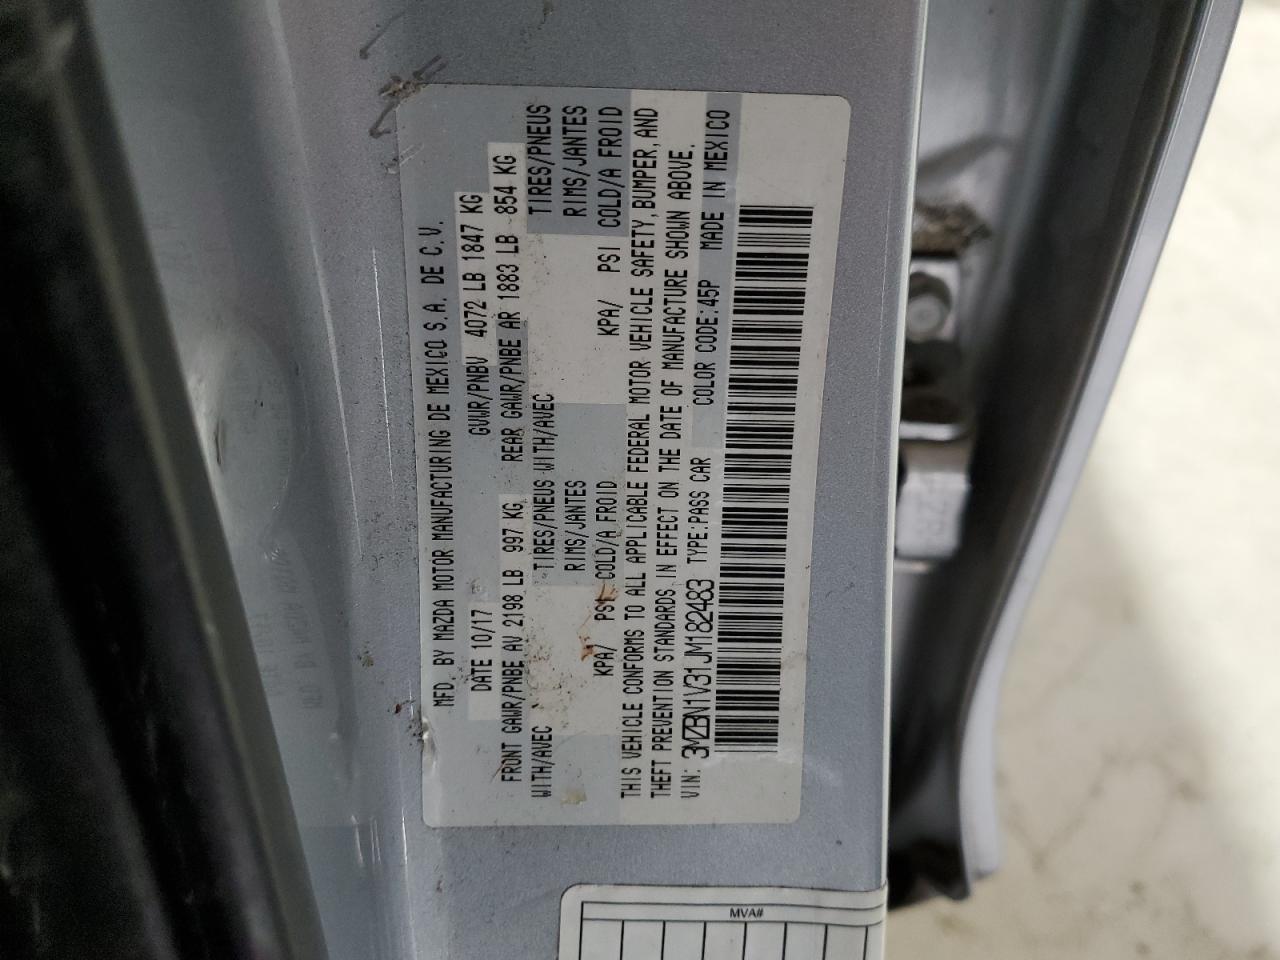 MFD. BY MAZDA MOTOR MANUFACTURING DE MEXICO S.A. DE C.V.
DATE 10/17 GVWR/PNBV 4072 LB 1847 KG
FRONT GAWR/PNBE AV 2198 LB 997 KG REAR GAWR/PNBE AR 1883 LB 854 KG
WITH/AVEC TIRES/PNEUS WITH/AVEC TIRES/PNEUS
RIMS/JANTES RIMS/JANTES
KPA/ PSI COLD/A FROID KPA/ PSI COLD/A FROID
THIS VEHICLE CONFORMS TO ALL APPLICABLE FEDERAL MOTOR VEHICLE SAFETY, BUMPER, AND
THEFT PREVENTION STANDARDS IN EFFECT ON THE DATE OF MANUFACTURE SHOWN ABOVE.
VIN: 3MZBN1V31JM182483 TYPE:PASS CAR COLOR CODE:45P MADE IN MEXICO
MVA#